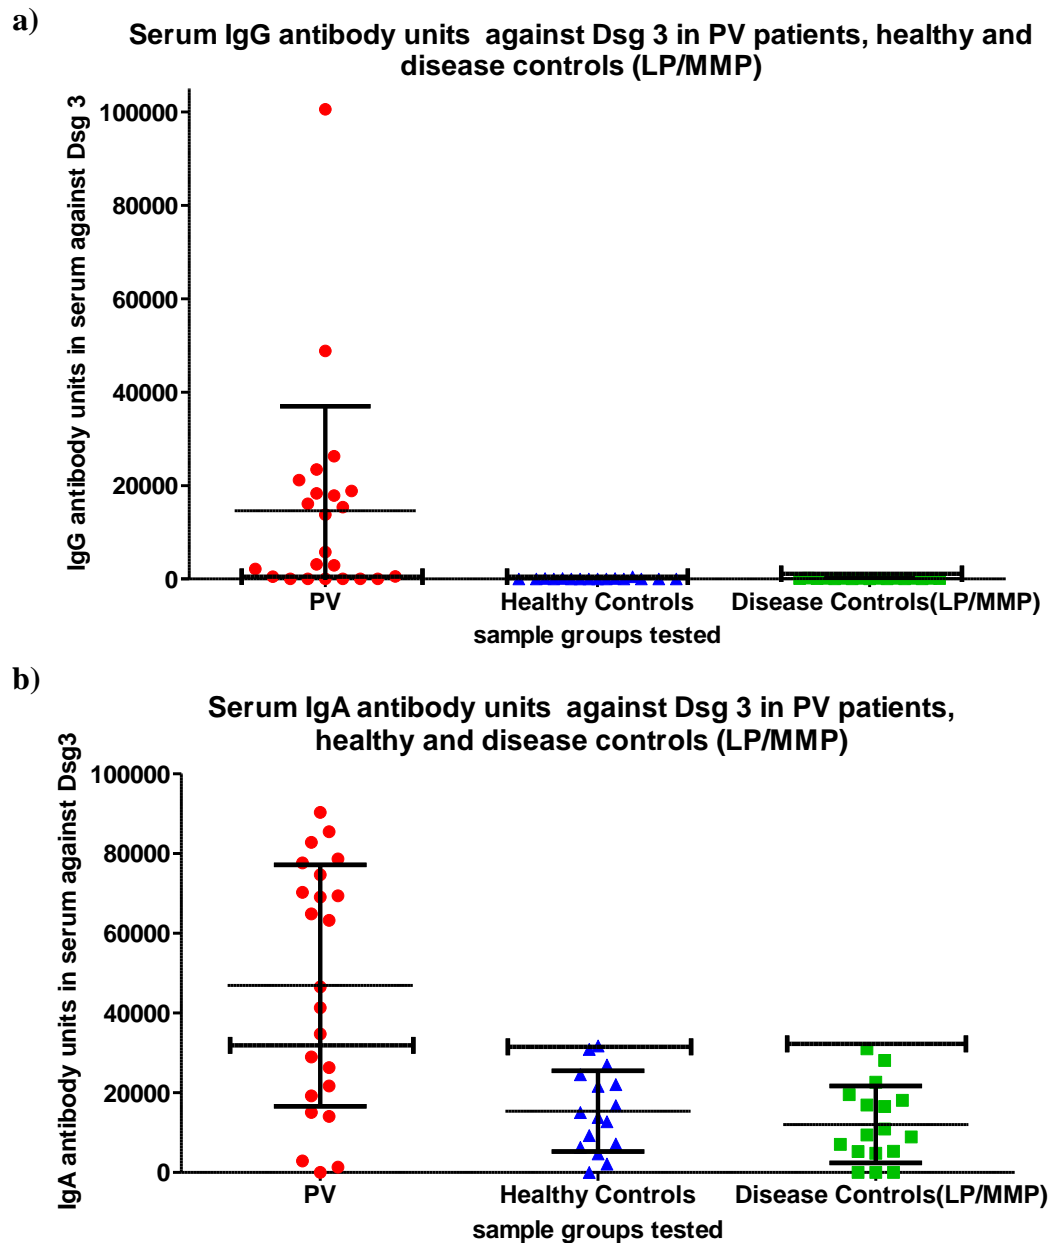 a)
Serum IgG antibody units  against Dsg 3 in PV patients, healthy and
disease controls (LP/MMP)
IgG antibody units in serum against Dsg 3
100000
80000
60000
40000
20000
0
PV
Healthy Controls
Disease Controls(LP/MMP)
sample groups tested
b)
Serum IgA antibody units  against Dsg 3 in PV patients,
healthy and disease controls (LP/MMP)
IgA antibody units in serum against Dsg3
100000
80000
60000
40000
20000
0
PV
Healthy Controls
Disease Controls(LP/MMP)
sample groups tested